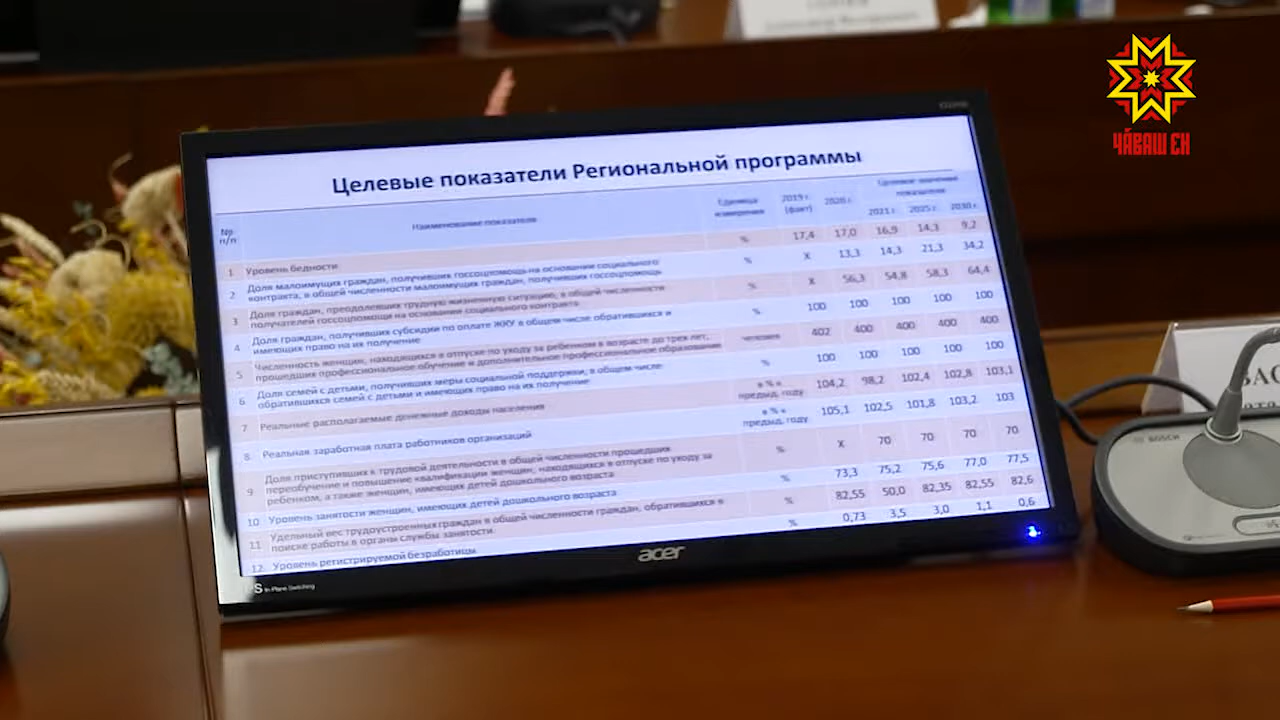 ЧӐВАШ ЕН
Целевые показатели Региональной программы
№ п/п Наименование показателя Единица измерения 2019 г. (факт) 2020 г. Целевое значение показателя 2021 г. 2025 г. 2030 г.
1 Уровень бедности % 17,4 17,0 16,9 14,3 9,2
2 Доля малоимущих граждан, получивших госсоцпомощь на основании социального
контракта, в общей численности малоимущих граждан, получивших госсоцпомощь % X 13,3 14,3 21,3 34,2
3 Доля граждан, преодолевших трудную жизненную ситуацию, в общей численности
получателей госсоцпомощи на основании социального контракта % X 56,3 54,8 58,3 64,4
4 Доля граждан, получивших субсидии по оплате ЖКУ в общем числе обратившихся и
имеющих право на их получение % 100 100 100 100 100
5 Численность женщин, находящихся в отпуске по уходу за ребенком в возрасте до трех лет,
прошедших профессиональное обучение и дополнительное профессиональное образование человек 402 400 400 400 400
6 Доля семей с детьми, получивших меры социальной поддержки, в общем числе
обратившихся семей с детьми и имеющих право на их получение % 100 100 100 100 100
7 Реальные располагаемые денежные доходы населения в % к предыд. году 104,2 98,2 102,4 102,8 103,1
8 Реальная заработная плата работников организаций в % к предыд. году 105,1 102,5 101,8 103,2 103
9 Доля приступивших к трудовой деятельности в общей численности прошедших
переобучение и повышение квалификации женщин, находящихся в отпуске по уходу за
ребенком, а также женщин, имеющих детей дошкольного возраста % X 70 70 70 70
10 Уровень занятости женщин, имеющих детей дошкольного возраста % 73,3 75,2 75,6 77,0 77,5
11 Удельный вес трудоустроенных граждан в общей численности граждан, обратившихся в
поиске работы в органы службы занятости % 82,55 50,0 82,35 82,55 82,6
12. Уровень регистрируемой безработицы % 0,73 3,5 3,0 1,1 0,6
acer
In-Plane Switching
BOSCH